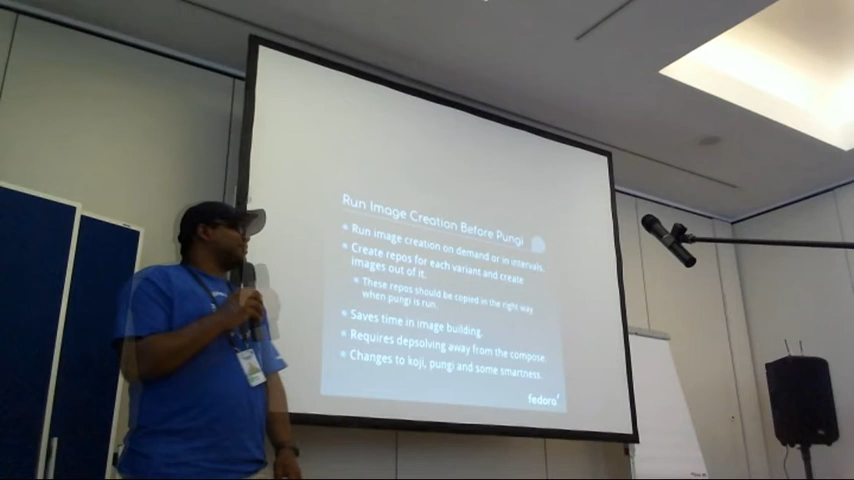 Run Image Creation Before Pungi
Run image creation on demand or in intervals.
Create repos for each variant and create
images out of it.
These repos should be copied in the right way
when pungi is run.
Saves time in image building.
Requires depsolving away from the compose.
Changes to koji, pungi and some smartness.
fedora